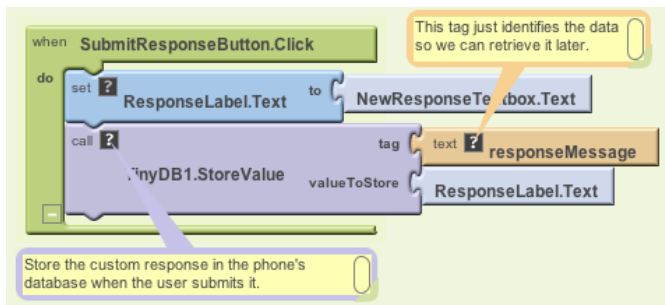 when SubmitResponseButton.Click
This tag just identifies the data
so we can retrieve it later.
do
set ? ResponseLabel.Text to NewResponseTextbox.Text
call ? TinyDB1.StoreValue tag text ? responseMessage
valueToStore ResponseLabel.Text
Store the custom response in the phone's
database when the user submits it.